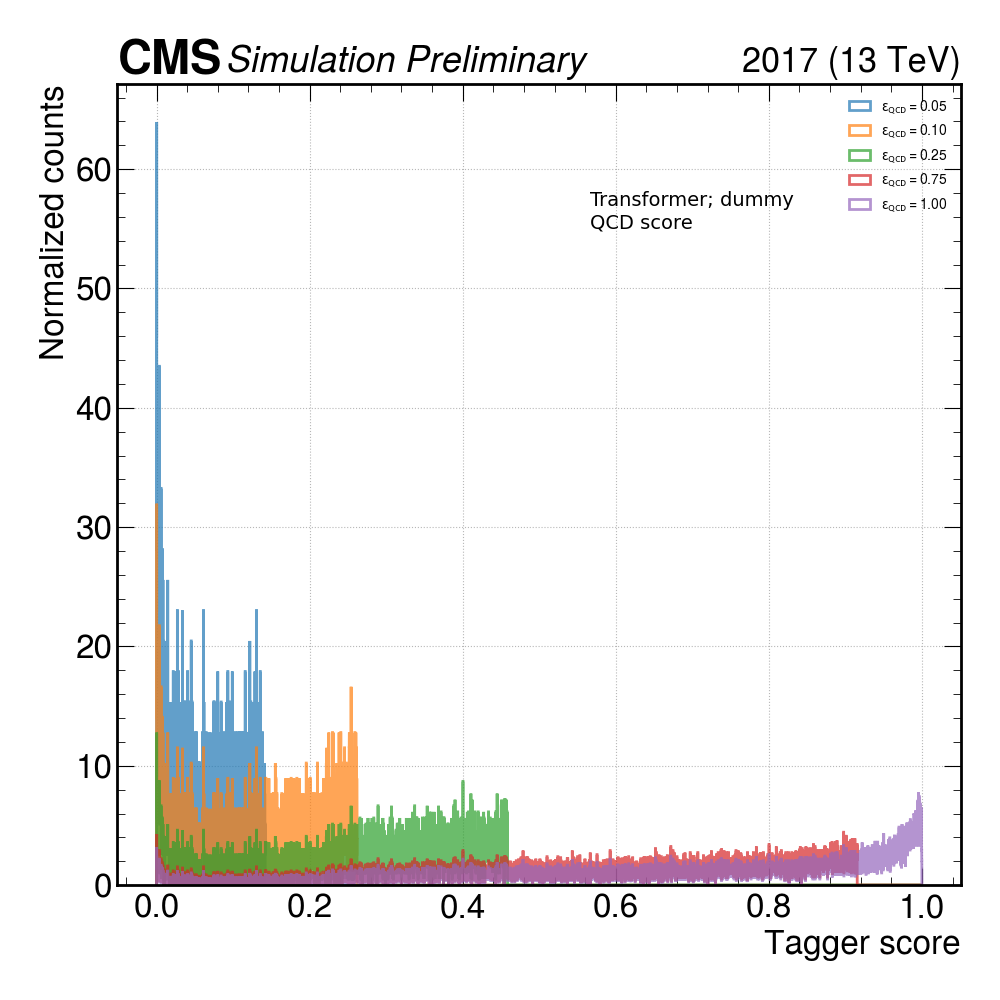 CMS Simulation Preliminary 2017 (13 TeV)
Normalized counts
εQCD = 0.05
εQCD = 0.10
εQCD = 0.25
εQCD = 0.75
εQCD = 1.00
Transformer; dummy
QCD score
60
50
40
30
20
10
0
0.0 0.2 0.4 0.6 0.8 1.0
Tagger score